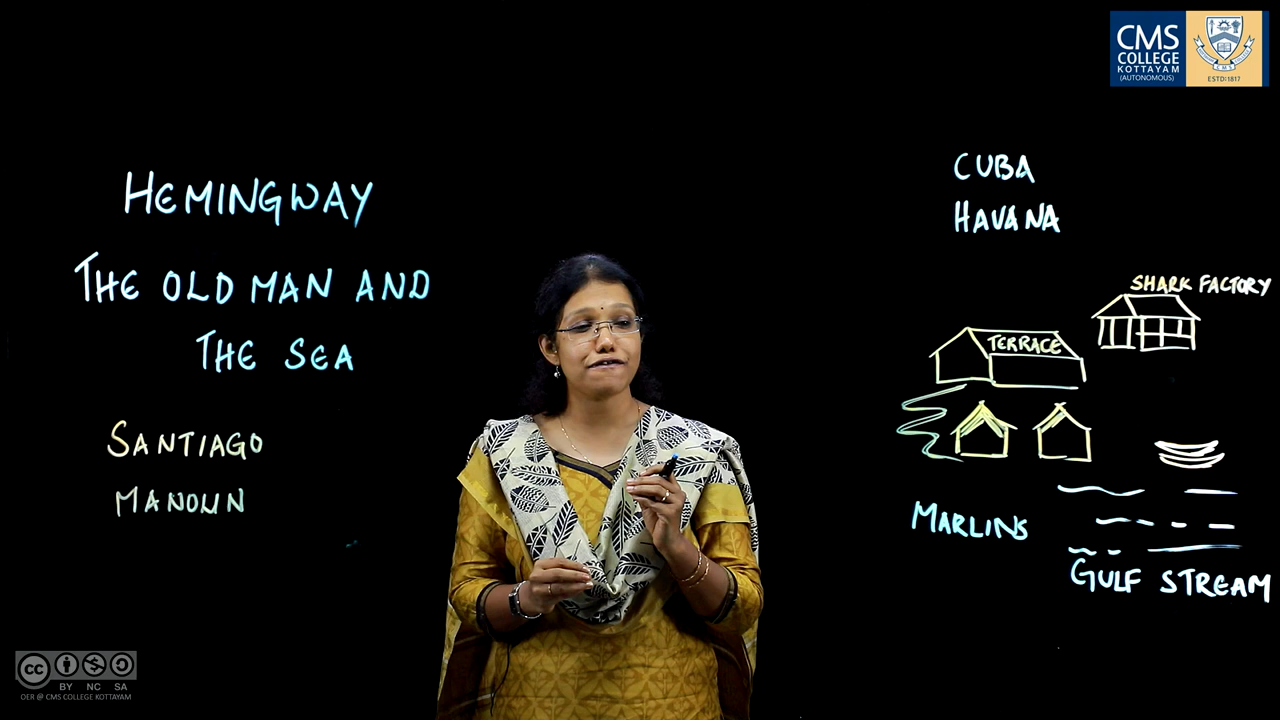 HEMINGWAY
THE OLD MAN AND
THE SEA
SANTIAGO
MANOLIN
CUBA
HAVANA
SHARK FACTORY
TERRACE
MARLINS
GULF STREAM
CMS
COLLEGE
KOTTAYAM
(AUTONOMOUS)
ESTD:1817
cc
BY NC SA
OER @ CMS COLLEGE KOTTAYAM